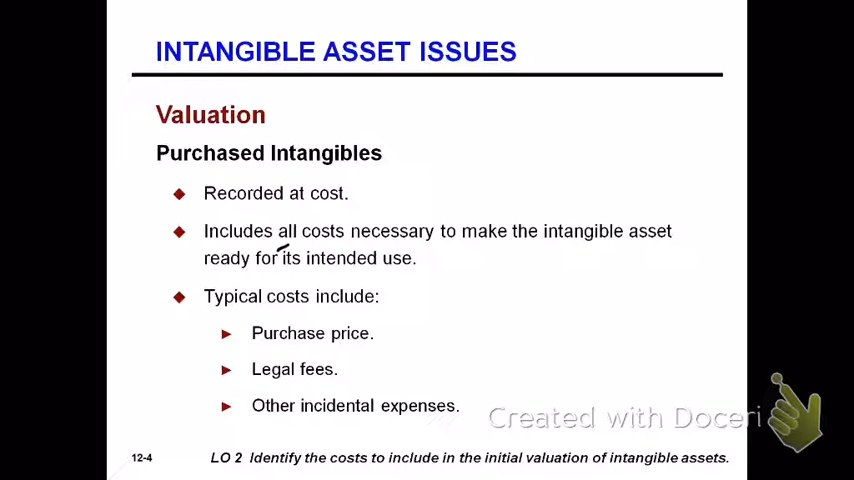 INTANGIBLE ASSET ISSUES
Valuation
Purchased Intangibles
Recorded at cost.
Includes all costs necessary to make the intangible asset
ready for its intended use.
Typical costs include:
Purchase price.
Legal fees.
Other incidental expenses.
Created with Doceri
12-4 LO 2 Identify the costs to include in the initial valuation of intangible assets.